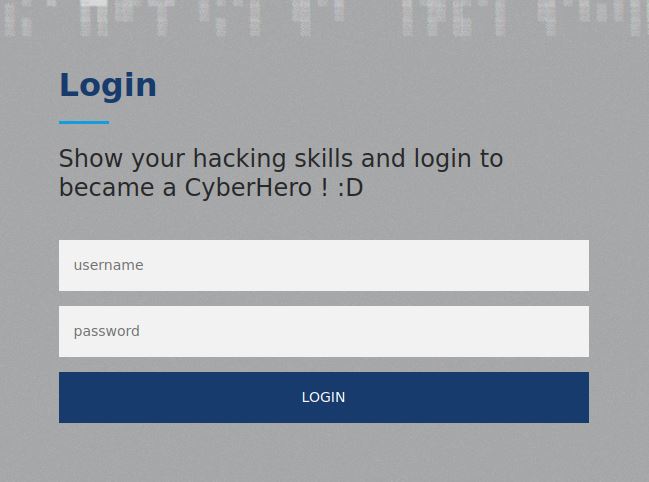 Login
Show your hacking skills and login to
became a CyberHero ! :D
username
password
LOGIN